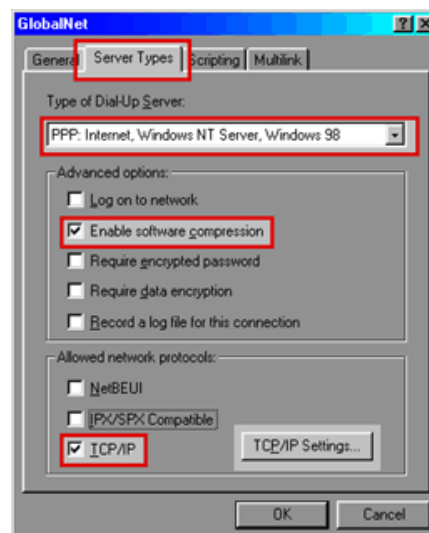 GlobalNet
General Server Types Scripting Multilink
Type of Dial-Up Server:
PPP: Internet, Windows NT Server, Windows 98
Advanced options:
Log on to network
Enable software compression
Require encrypted password
Require data encryption
Record a log file for this connection
Allowed network protocols:
NetBEUI
IPX/SPX Compatible
TCP/IP
TCP/IP Settings...
OK Cancel